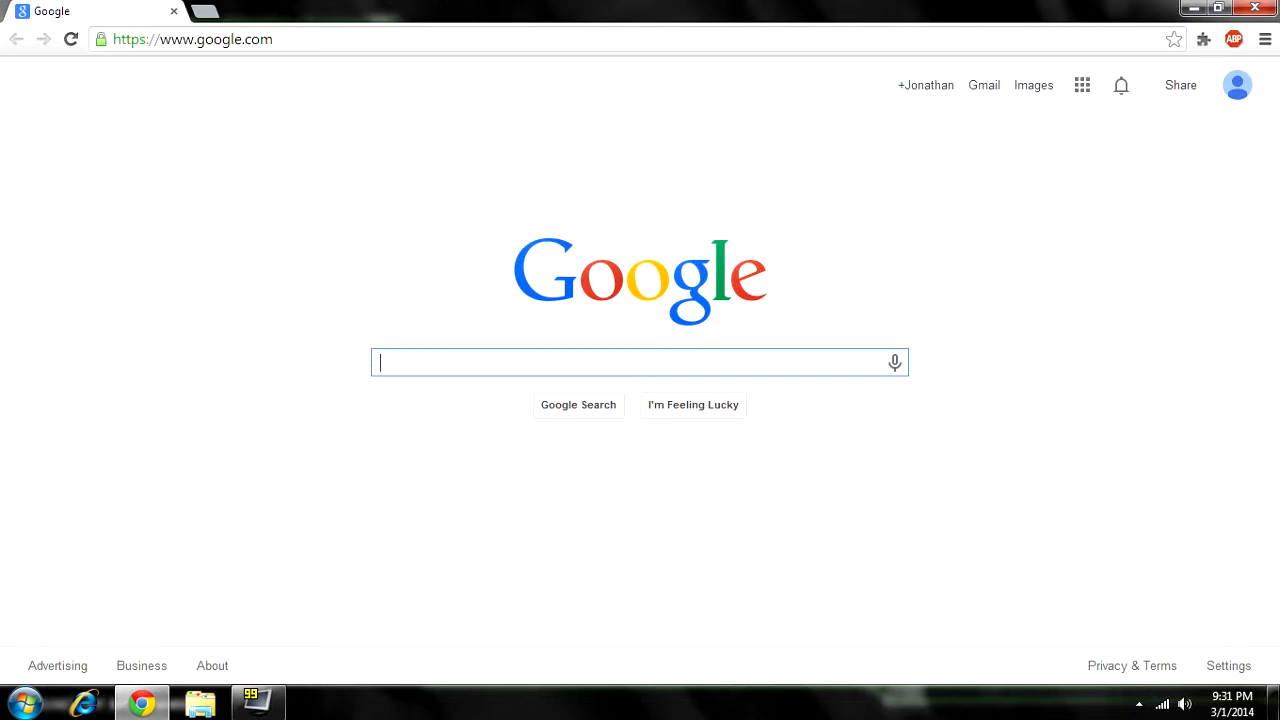 Google
https://www.google.com
ABP
+Jonathan Gmail Images Share
Google
Google Search I'm Feeling Lucky
Advertising Business About Privacy & Terms Settings
99
9:31 PM
3/1/2014